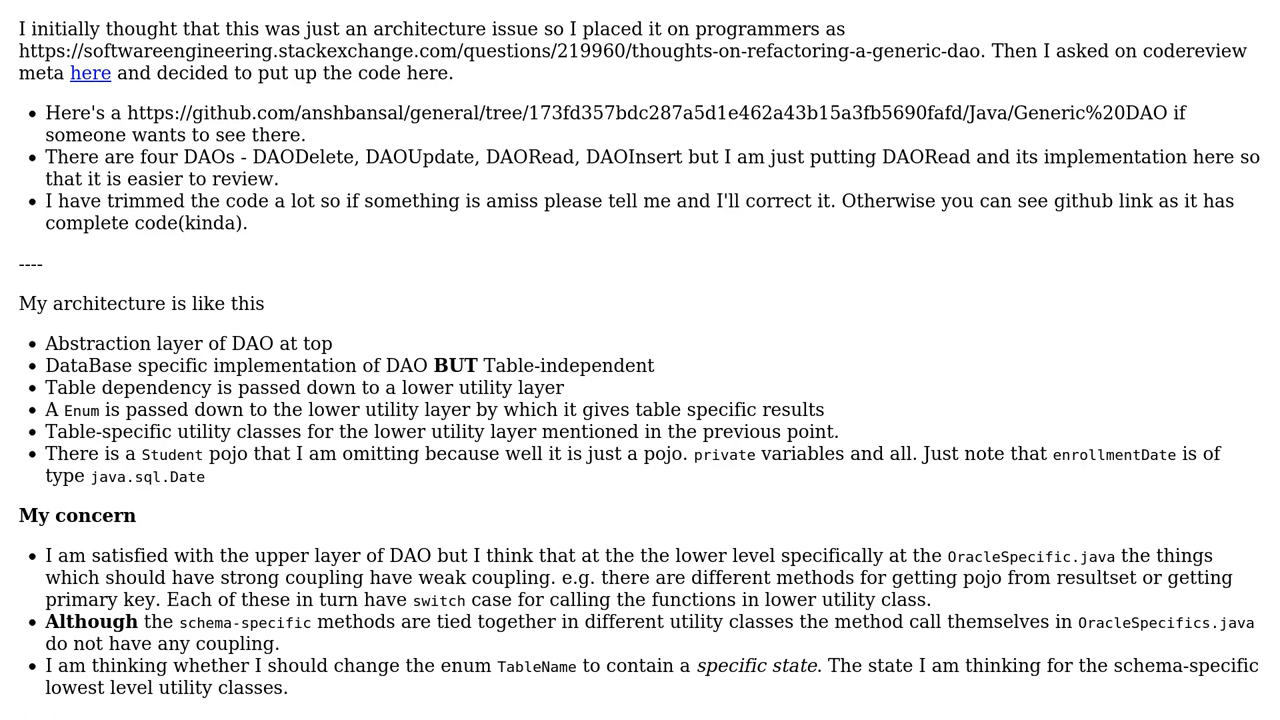 I initially thought that this was just an architecture issue so I placed it on programmers as
https://softwareengineering.stackexchange.com/questions/219960/thoughts-on-refactoring-a-generic-dao. Then I asked on codereview
meta here and decided to put up the code here.
• Here's a https://github.com/anshbansal/general/tree/173fd357bdc287a5d1e462a43b15a3fb5690fafd/Java/Generic%20DAO if
someone wants to see there.
• There are four DAOs - DAODelete, DAOUpdate, DAORead, DAOInsert but I am just putting DAORead and its implementation here so
that it is easier to review.
• I have trimmed the code a lot so if something is amiss please tell me and I'll correct it. Otherwise you can see github link as it has
complete code(kinda).
----
My architecture is like this
• Abstraction layer of DAO at top
• DataBase specific implementation of DAO BUT Table-independent
• Table dependency is passed down to a lower utility layer
• A Enum is passed down to the lower utility layer by which it gives table specific results
• Table-specific utility classes for the lower utility layer mentioned in the previous point.
• There is a Student pojo that I am omitting because well it is just a pojo. private variables and all. Just note that enrollmentDate is of
type java.sql.Date
My concern
• I am satisfied with the upper layer of DAO but I think that at the the lower level specifically at the OracleSpecific.java the things
which should have strong coupling have weak coupling. e.g. there are different methods for getting pojo from resultset or getting
primary key. Each of these in turn have switch case for calling the functions in lower utility class.
• Although the schema-specific methods are tied together in different utility classes the method call themselves in OracleSpecifics.java
do not have any coupling.
• I am thinking whether I should change the enum TableName to contain a specific state. The state I am thinking for the schema-specific
lowest level utility classes.